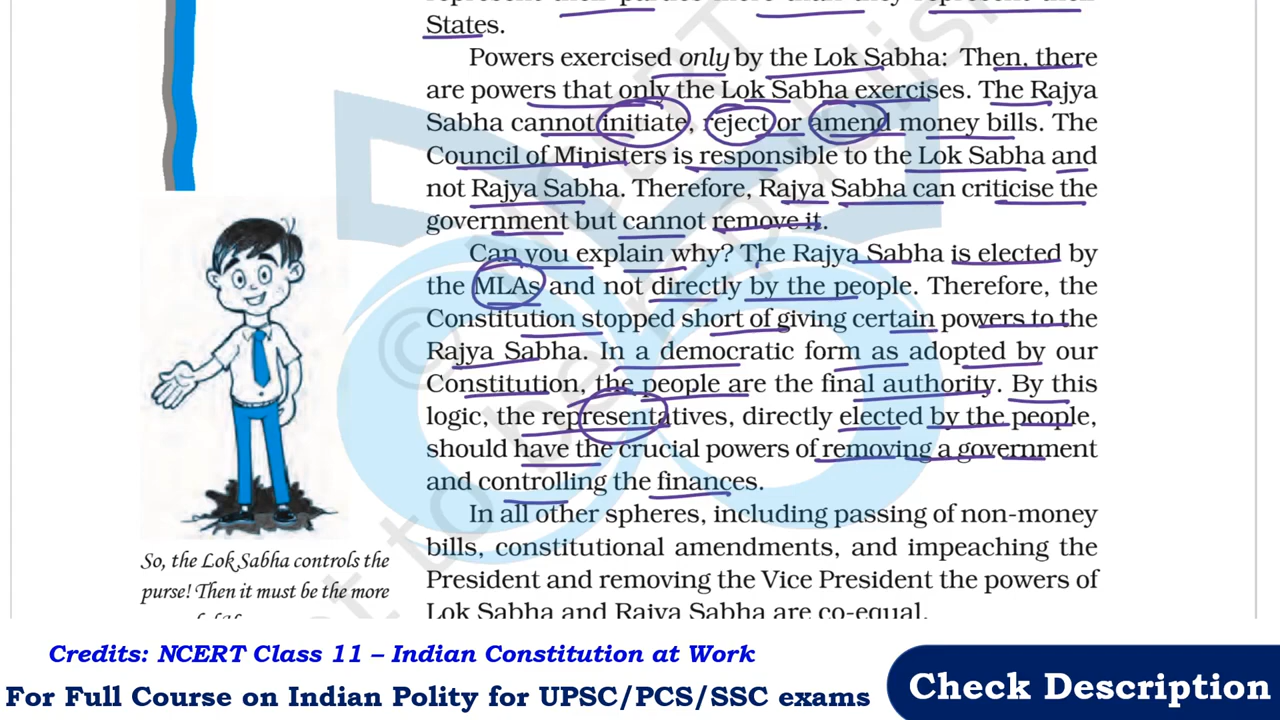 States.
Powers exercised only by the Lok Sabha: Then, there
are powers that only the Lok Sabha exercises. The Rajya
Sabha cannot initiate, reject or amend money bills. The
Council of Ministers is responsible to the Lok Sabha and
not Rajya Sabha. Therefore, Rajya Sabha can criticise the
government but cannot remove it.
Can you explain why? The Rajya Sabha is elected by
the MLAs and not directly by the people. Therefore, the
Constitution stopped short of giving certain powers to the
Rajya Sabha. In a democratic form as adopted by our
Constitution, the people are the final authority. By this
logic, the representatives, directly elected by the people,
should have the crucial powers of removing a government
and controlling the finances.
In all other spheres, including passing of non-money
bills, constitutional amendments, and impeaching the
President and removing the Vice President the powers of
Lok Sabha and Rajya Sabha are co-equal.
So, the Lok Sabha controls the
purse! Then it must be the more
Credits: NCERT Class 11 – Indian Constitution at Work
For Full Course on Indian Polity for UPSC/PCS/SSC exams
Check Description